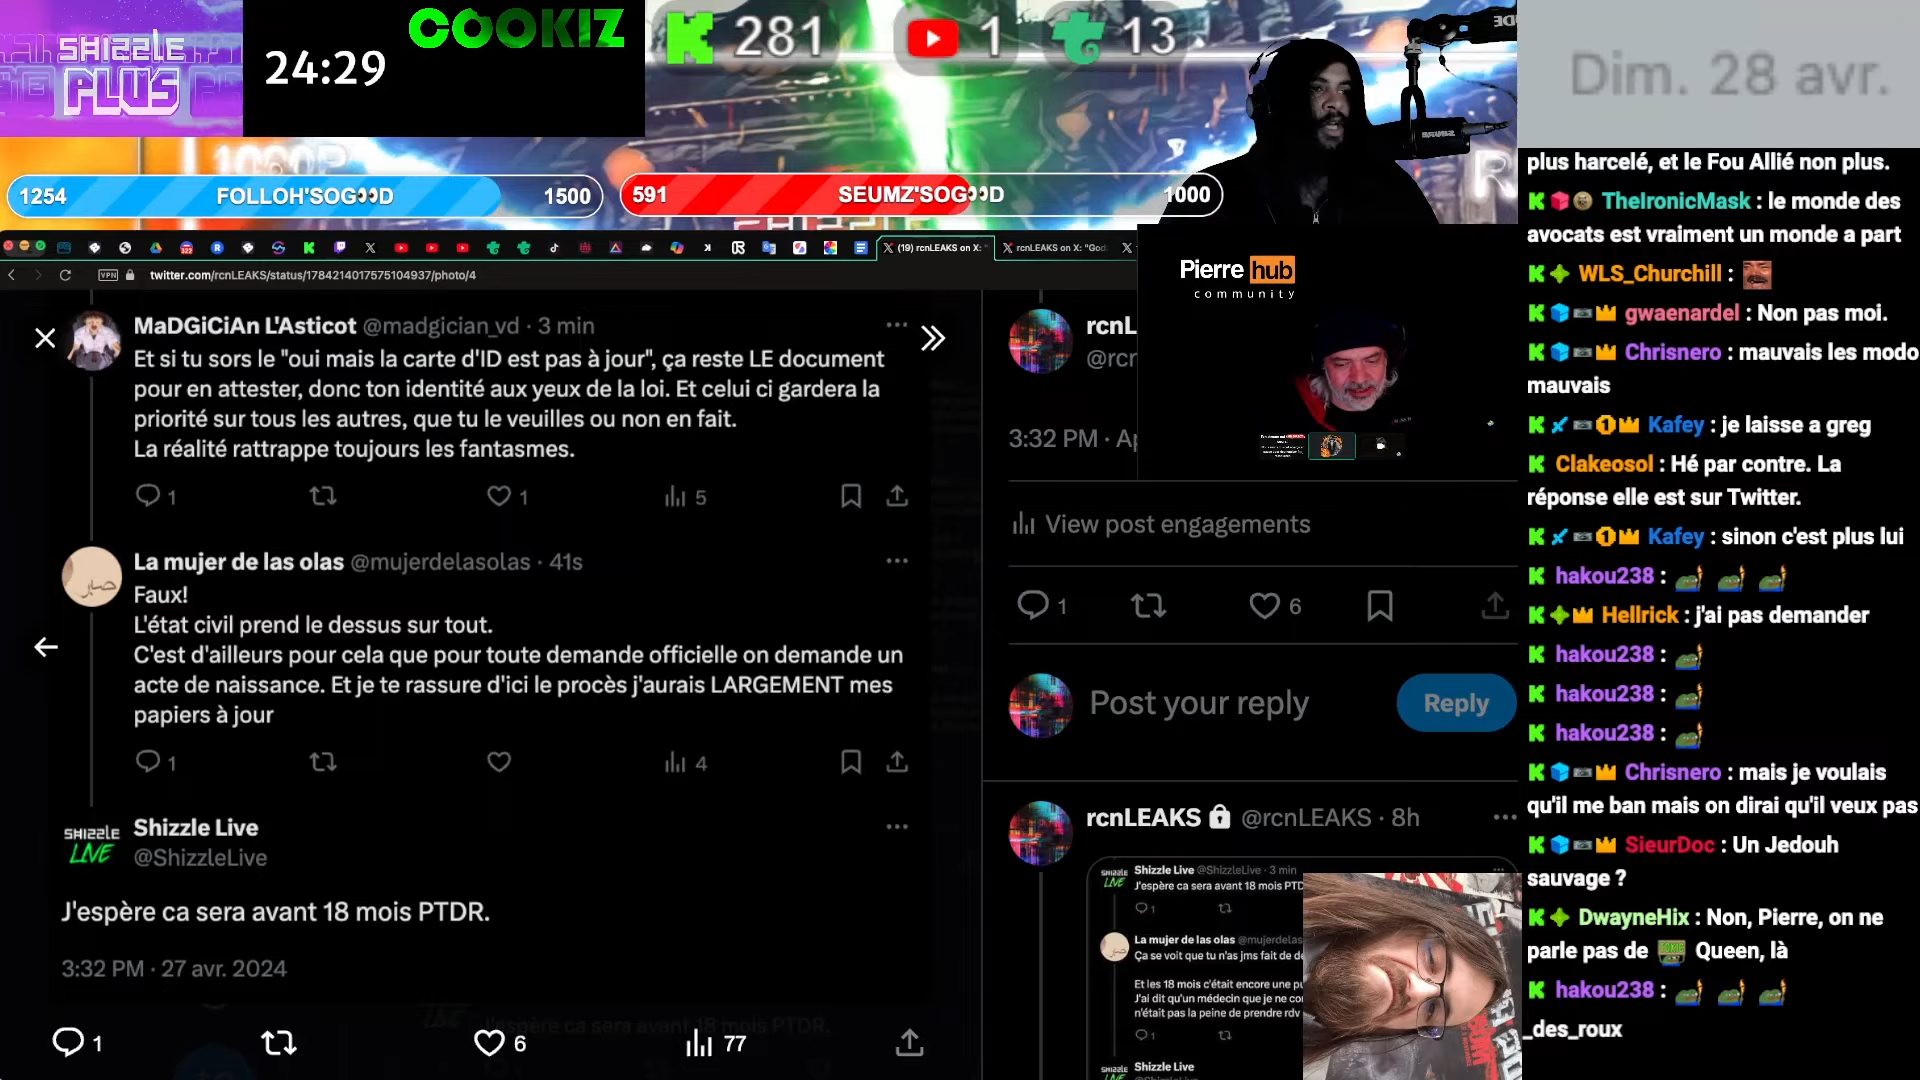 SHIZZLE
PLUS
24:29
COOKIZ
281
1
13
Dim. 28 avr.
1254
FOLLOH'SOG👀D
1500
591
SEUMZ'SOG👀D
1000
(19) rcnLEAKS on X: "
rcnLEAKS on X: "God
VPN
twitter.com/rcnLEAKS/status/1784214017575104937/photo/4
MaDGiCiAn L'Asticot @madgician_vd · 3 min
Et si tu sors le "oui mais la carte d'ID est pas à jour", ça reste LE document
pour en attester, donc ton identité aux yeux de la loi. Et celui ci gardera la
priorité sur tous les autres, que tu le veuilles ou non en fait.
La réalité rattrappe toujours les fantasmes.
1
1
5
La mujer de las olas @mujerdelasolas · 41s
Faux!
L'état civil prend le dessus sur tout.
C'est d'ailleurs pour cela que pour toute demande officielle on demande un
acte de naissance. Et je te rassure d'ici le procès j'aurais LARGEMENT mes
papiers à jour
1
4
SHIZZLE
LIVE
Shizzle Live
@ShizzleLive
J'espère ca sera avant 18 mois PTDR.
3:32 PM · 27 avr. 2024
1
6
77
rcnL
@rcr
3:32 PM · Ap
Pierre hub
community
View post engagements
1
6
Post your reply
Reply
rcnLEAKS @rcnLEAKS · 8h
SHIZZLE
LIVE
Shizzle Live @ShizzleLive · 3 min
J'espère ca sera avant 18 mois PTD
1
La mujer de las olas @mujerdelas
Ça se voit que tu n'as jms fait de de
Et les 18 mois c'était encore une pu
J'ai dit qu'un médecin que je ne co
n'était pas la peine de prendre rdv
1
SHIZZLE
Shizzle Live
plus harcelé, et le Fou Allié non plus.
TheIronicMask : le monde des
avocats est vraiment un monde a part
WLS_Churchill :
gwaenardel : Non pas moi.
Chrisnero : mauvais les modo
mauvais
Kafey : je laisse a greg
Clakeosol : Hé par contre. La
réponse elle est sur Twitter.
Kafey : sinon c'est plus lui
hakou238 :
Hellrick : j'ai pas demander
hakou238 :
hakou238 :
hakou238 :
Chrisnero : mais je voulais
qu'il me ban mais on dirai qu'il veux pas
SieurDoc : Un Jedouh
sauvage ?
DwayneHix : Non, Pierre, on ne
parle pas de Queen, là
hakou238 :
_des_roux